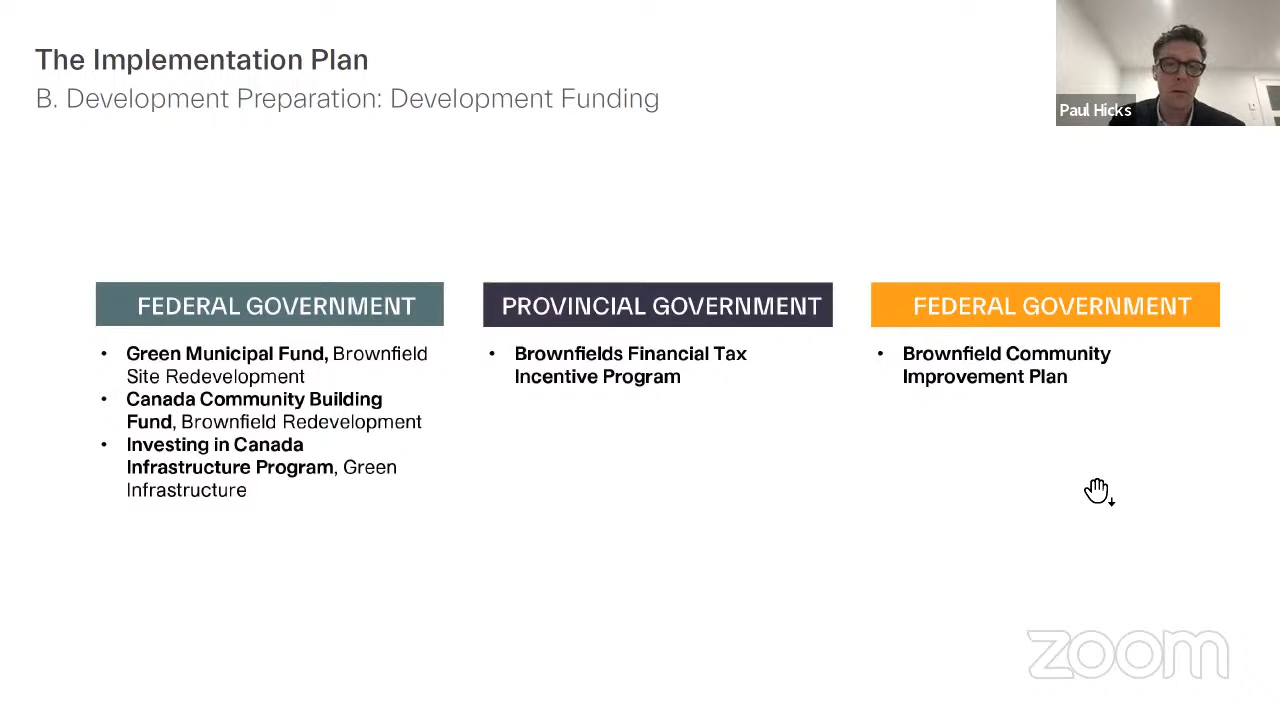 The Implementation Plan
B. Development Preparation: Development Funding
Paul Hicks
FEDERAL GOVERNMENT
• Green Municipal Fund, Brownfield
Site Redevelopment
• Canada Community Building
Fund, Brownfield Redevelopment
• Investing in Canada
Infrastructure Program, Green
Infrastructure
PROVINCIAL GOVERNMENT
• Brownfields Financial Tax
Incentive Program
FEDERAL GOVERNMENT
• Brownfield Community
Improvement Plan
zoom